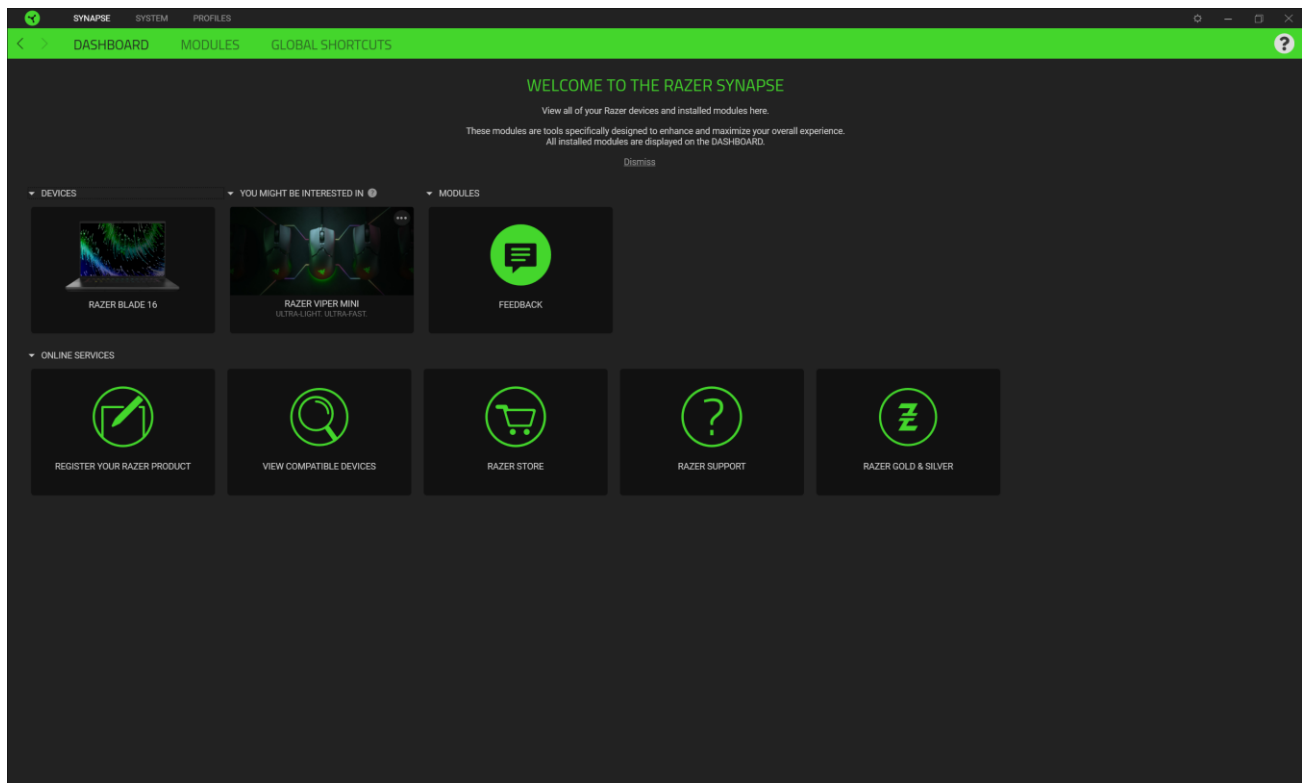 SYNAPSE SYSTEM PROFILES
DASHBOARD MODULES GLOBAL SHORTCUTS ?
WELCOME TO THE RAZER SYNAPSE
View all of your Razer devices and installed modules here.
These modules are tools specifically designed to enhance and maximize your overall experience.
All installed modules are displayed on the DASHBOARD.
Dismiss
DEVICES
YOU MIGHT BE INTERESTED IN ?
MODULES
RAZER BLADE 16
RAZER VIPER MINI
ULTRA-LIGHT. ULTRA-FAST.
FEEDBACK
ONLINE SERVICES
REGISTER YOUR RAZER PRODUCT
VIEW COMPATIBLE DEVICES
RAZER STORE
RAZER SUPPORT
RAZER GOLD & SILVER